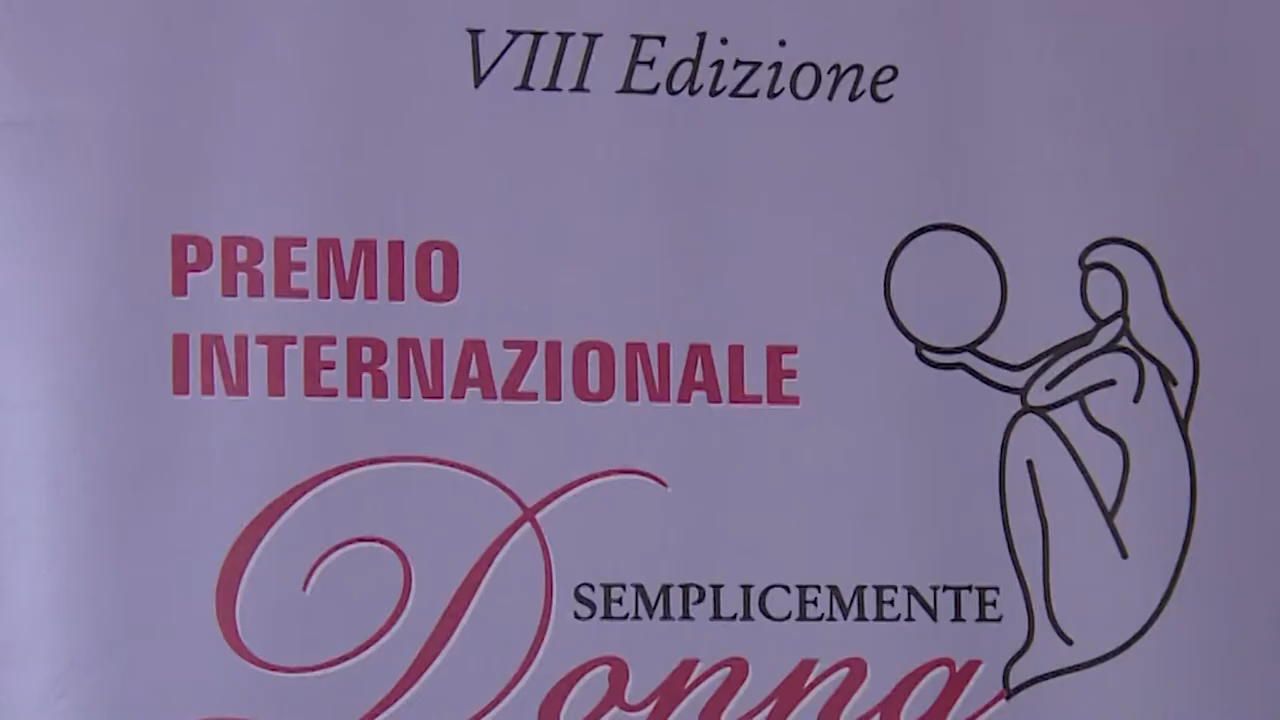 VIII Edizione
PREMIO
INTERNAZIONALE
SEMPLICEMENTE
Donna